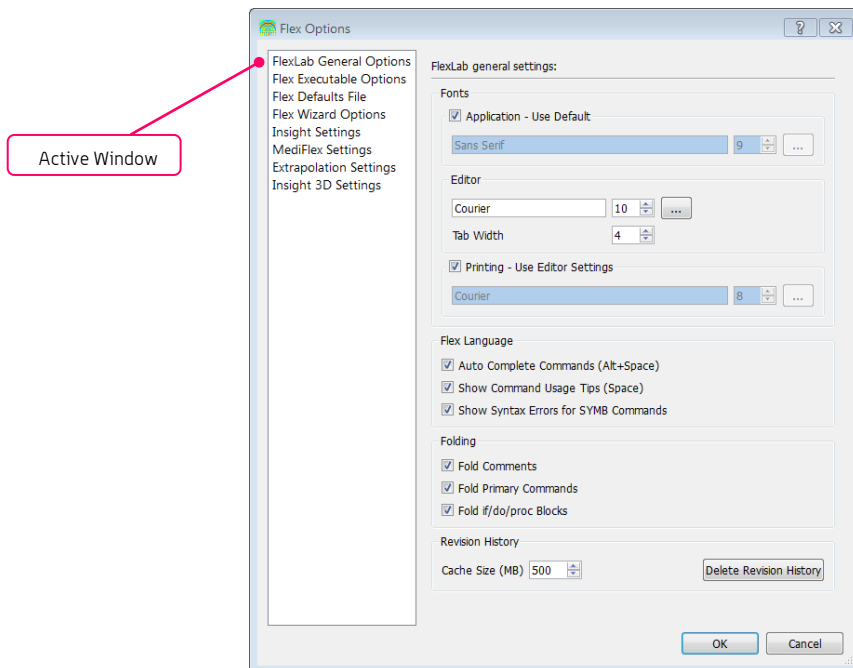 Flex Options
FlexLab General Options
Flex Executable Options
Flex Defaults File
Flex Wizard Options
Insight Settings
MediFlex Settings
Extrapolation Settings
Insight 3D Settings
Active Window
FlexLab general settings:
Fonts
Application - Use Default
Sans Serif 9 ...
Editor
Courier 10 ...
Tab Width 4
Printing - Use Editor Settings
Courier 8 ...
Flex Language
Auto Complete Commands (Alt+Space)
Show Command Usage Tips (Space)
Show Syntax Errors for SYMB Commands
Folding
Fold Comments
Fold Primary Commands
Fold if/do/proc Blocks
Revision History
Cache Size (MB) 500 Delete Revision History
OK Cancel